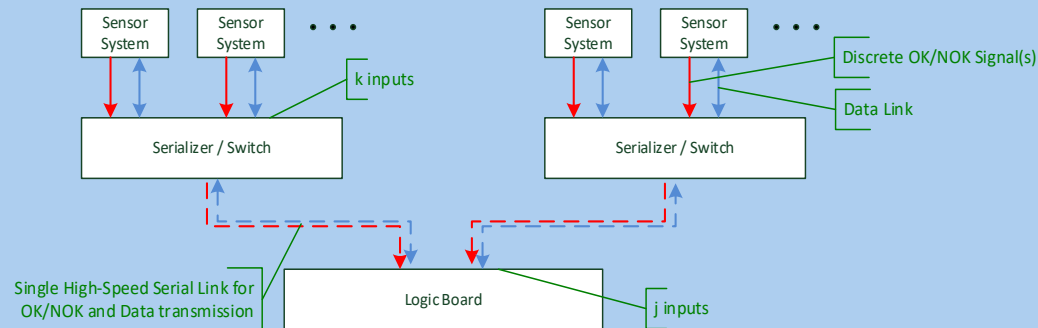 Sensor
System
Sensor
System
• • •
Sensor
System
Sensor
System
• • •
Discrete OK/NOK Signal(s)
k inputs
Data Link
Serializer / Switch
Serializer / Switch
Single High-Speed Serial Link for
OK/NOK and Data transmission
Logic Board
j inputs